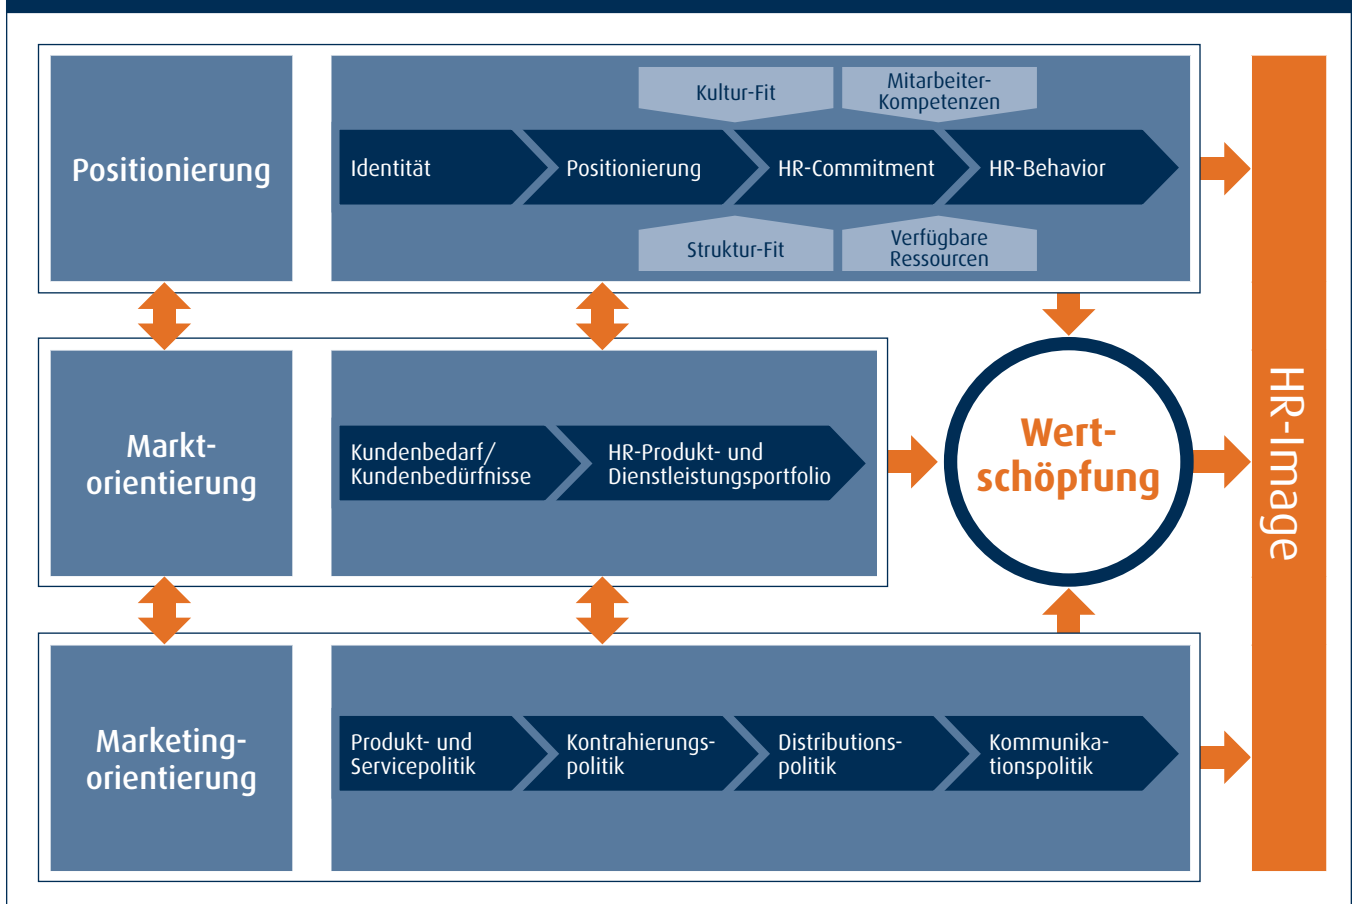 Kultur-Fit
Mitarbeiter-
Kompetenzen
Positionierung
Identität
Positionierung
HR-Commitment
HR-Behavior
Struktur-Fit
Verfügbare
Ressourcen
Markt-
orientierung
Kundenbedarf/
Kundenbedürfnisse
HR-Produkt- und
Dienstleistungsportfolio
Wert-
schöpfung
HR-Image
Marketing-
orientierung
Produkt- und
Servicepolitik
Kontrahierungs-
politik
Distributions-
politik
Kommunika-
tionspolitik